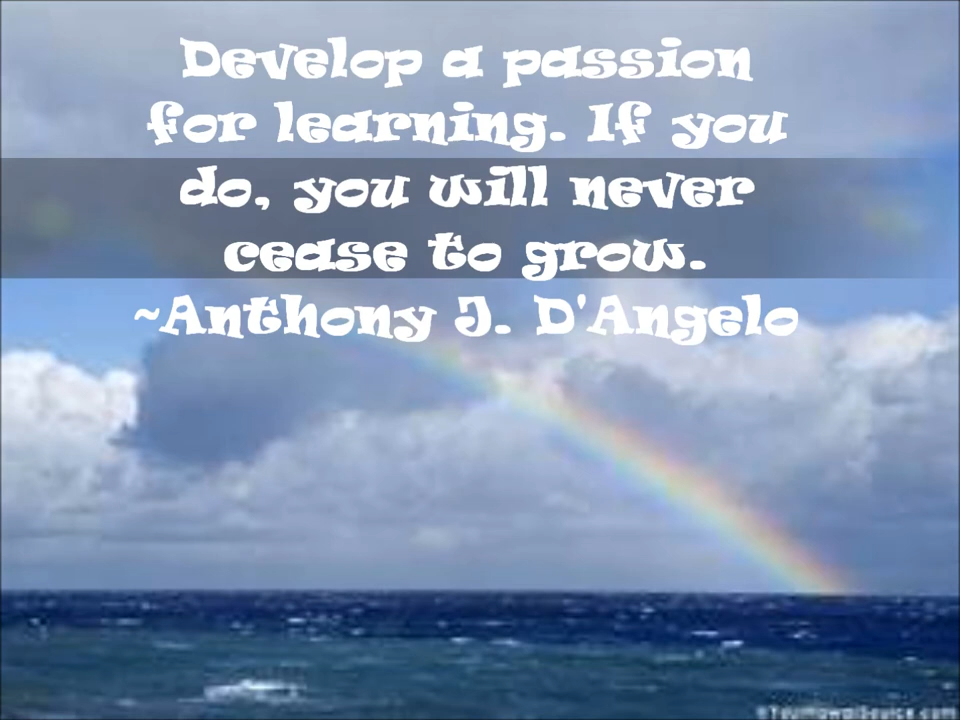 Develop a passion
for learning. If you
do, you will never
cease to grow.
~Anthony J. D'Angelo